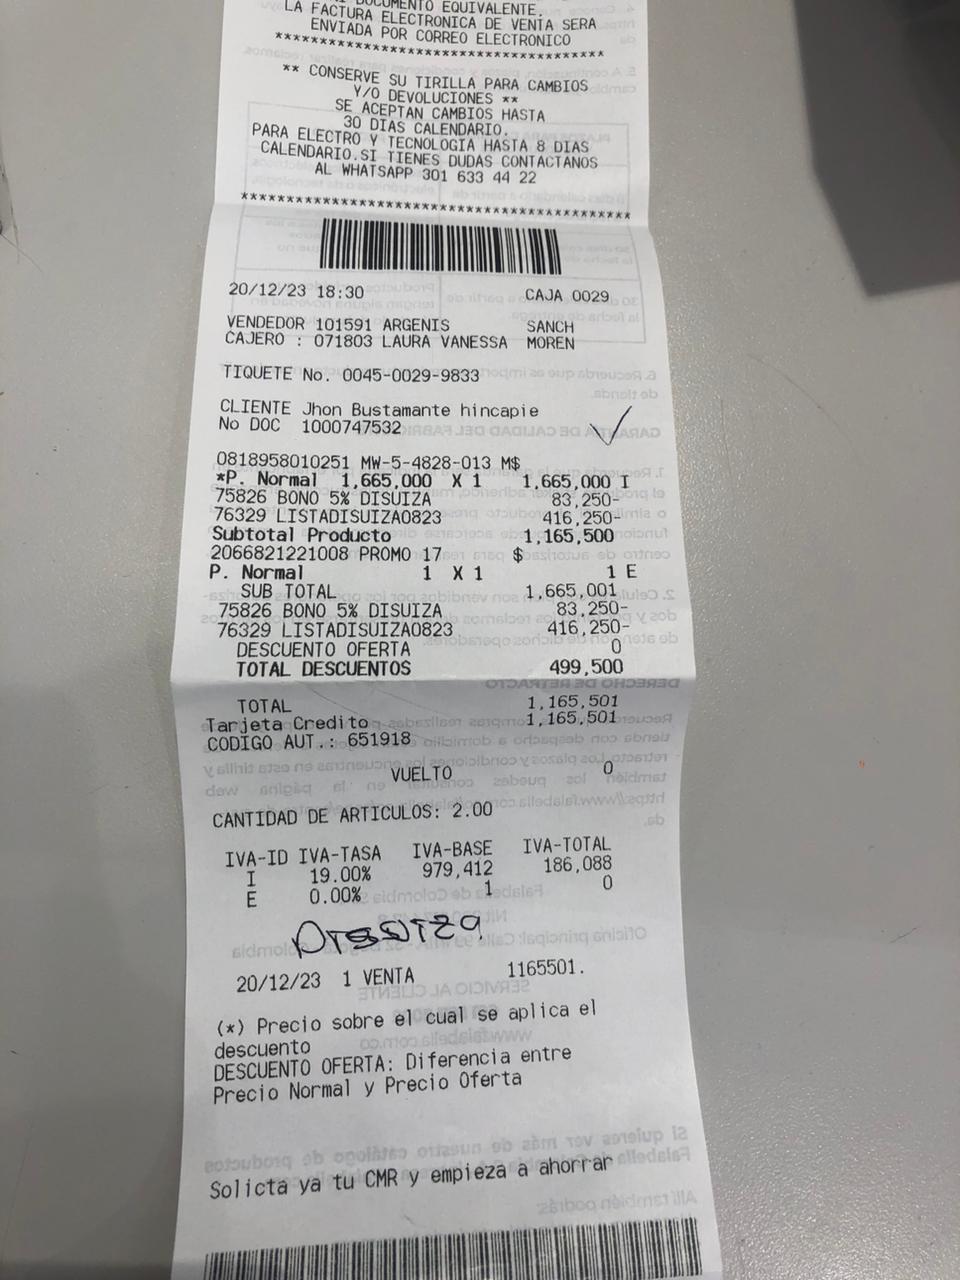 DOCUMENTO EQUIVALENTE.
LA FACTURA ELECTRONICA DE VENTA SERA
ENVIADA POR CORREO ELECTRONICO
************************************
** CONSERVE SU TIRILLA PARA CAMBIOS
Y/O DEVOLUCIONES **
SE ACEPTAN CAMBIOS HASTA
30 DIAS CALENDARIO.
PARA ELECTRO Y TECNOLOGIA HASTA 8 DIAS
CALENDARIO.SI TIENES DUDAS CONTACTANOS
AL WHATSAPP 301 633 44 22
****************************************
20/12/23 18:30 CAJA 0029
VENDEDOR 101591 ARGENIS SANCH
CAJERO : 071803 LAURA VANESSA MOREN
TIQUETE No. 0045-0029-9833
CLIENTE Jhon Bustamante hincapie
No DOC 1000747532
0818958010251 MW-5-4828-013 M$
*P. Normal 1,665,000 X 1 1,665,000 I
75826 BONO 5% DISUIZA 83,250-
76329 LISTADISUIZA0823 416,250-
Subtotal Producto 1,165,500
2066821221008 PROMO 17 $
P. Normal 1 X 1 1 E
SUB TOTAL 1,665,001
75826 BONO 5% DISUIZA 83,250-
76329 LISTADISUIZA0823 416,250-
DESCUENTO OFERTA 0
TOTAL DESCUENTOS 499,500
TOTAL 1,165,501
Tarjeta Credito 1,165,501
CODIGO AUT.: 651918
VUELTO 0
CANTIDAD DE ARTICULOS: 2.00
IVA-ID IVA-TASA IVA-BASE IVA-TOTAL
I 19.00% 979,412 186,088
E 0.00% 1 0
20/12/23 1 VENTA 1165501.
(*) Precio sobre el cual se aplica el
descuento
DESCUENTO OFERTA: Diferencia entre
Precio Normal y Precio Oferta
Solicta ya tu CMR y empieza a ahorrar